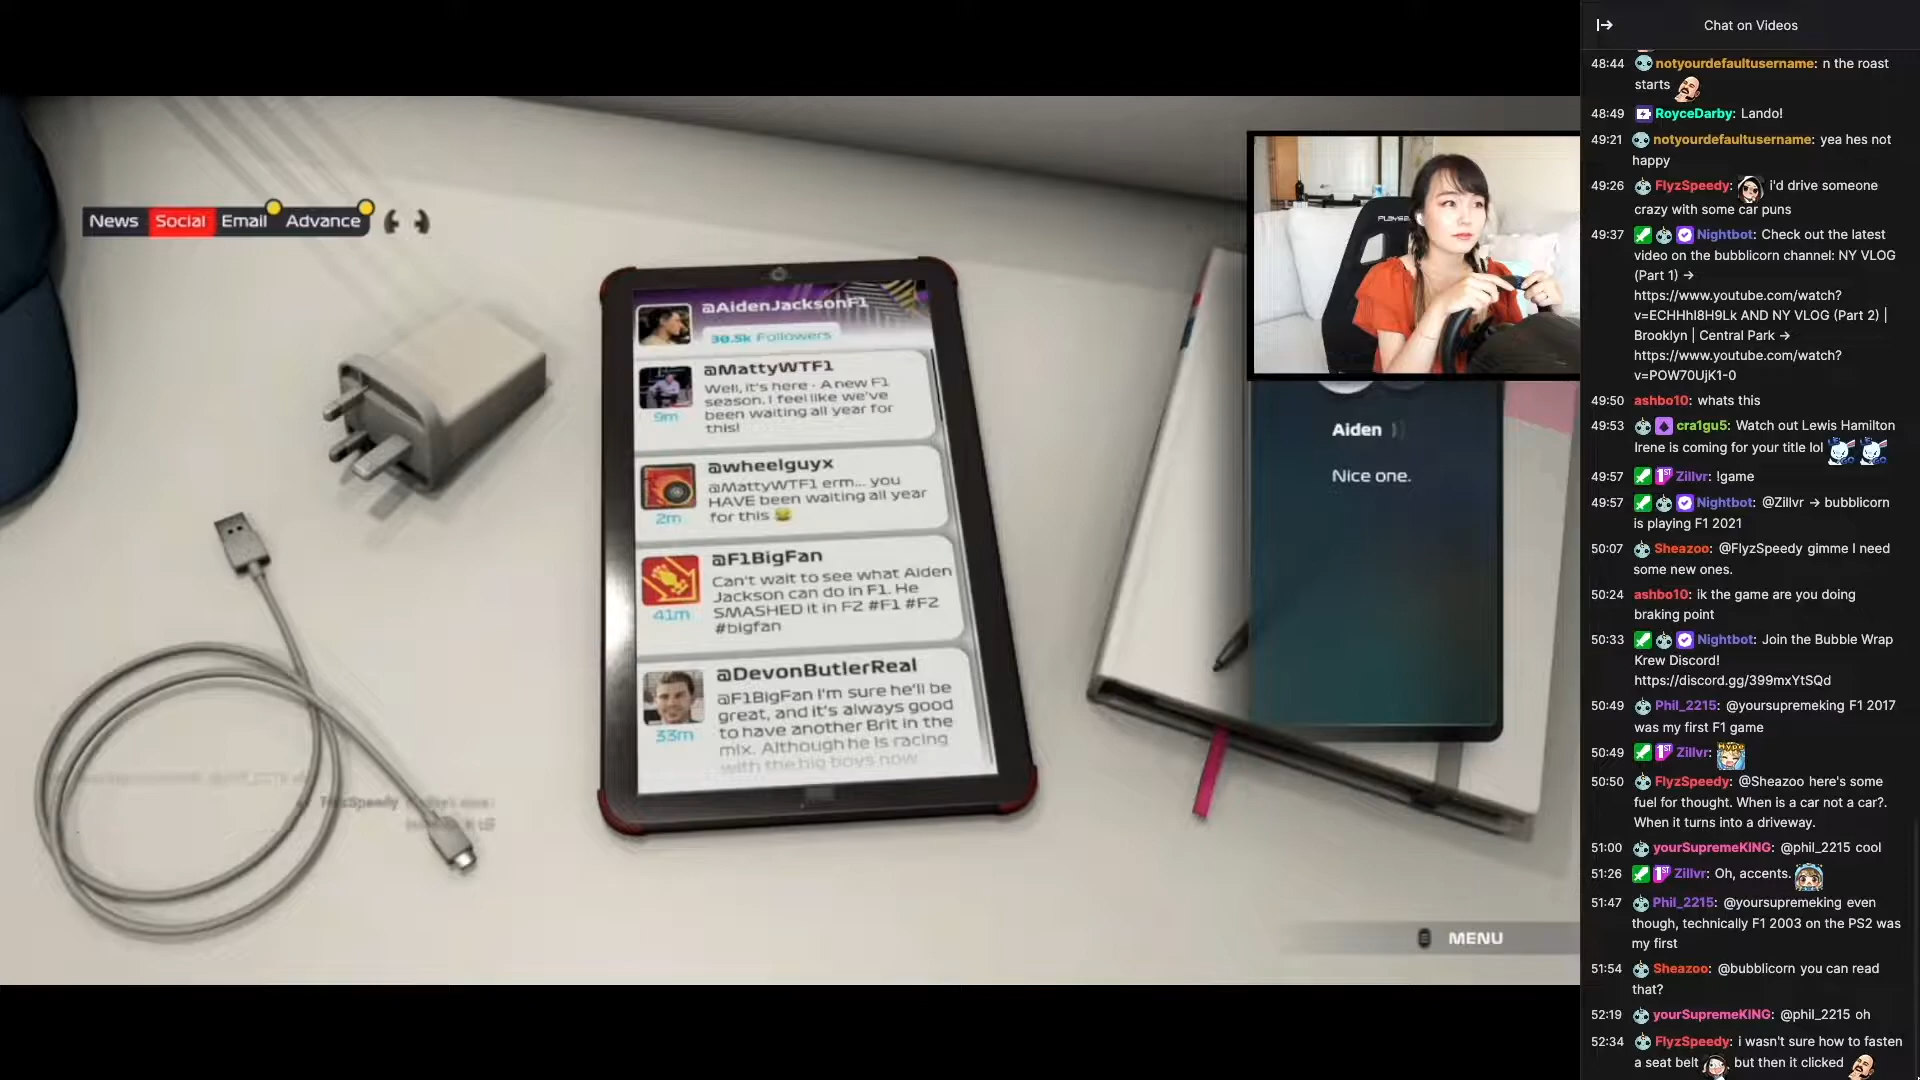 Chat on Videos
48:44 notyourdefaultusername: n the roast
starts
48:49 RoyceDarby: Lando!
49:21 notyourdefaultusername: yea hes not
happy
49:26 FlyzSpeedy: i'd drive someone
crazy with some car puns
49:37 Nightbot: Check out the latest
video on the bubblicorn channel: NY VLOG
(Part 1) →
https://www.youtube.com/watch?
v=ECHHhI8H9Lk AND NY VLOG (Part 2) |
Brooklyn | Central Park →
https://www.youtube.com/watch?
v=POW70UjK1-0
49:50 ashbo10: whats this
49:53 cra1gu5: Watch out Lewis Hamilton
Irene is coming for your title lol
49:57 1ST Zillvr: !game
49:57 Nightbot: @Zillvr → bubblicorn
is playing F1 2021
50:07 Sheazoo: @FlyzSpeedy gimme I need
some new ones.
50:24 ashbo10: ik the game are you doing
braking point
50:33 Nightbot: Join the Bubble Wrap
Krew Discord!
https://discord.gg/399mxYtSQd
50:49 Phil_2215: @yoursupremeking F1 2017
was my first F1 game
50:49 1ST Zillvr: HYPE
50:50 FlyzSpeedy: @Sheazoo here's some
fuel for thought. When is a car not a car?.
When it turns into a driveway.
51:00 yourSupremeKING: @phil_2215 cool
51:26 1ST Zillvr: Oh, accents.
51:47 Phil_2215: @yoursupremeking even
though, technically F1 2003 on the PS2 was
my first
51:54 Sheazoo: @bubblicorn you can read
that?
52:19 yourSupremeKING: @phil_2215 oh
52:34 FlyzSpeedy: i wasn't sure how to fasten
a seat belt but then it clicked
News Social Email Advance
@AidenJacksonF1
30.5k Followers
@MattyWTF1
Well, it's here - A new F1
season. I feel like we've
been waiting all year for
this!
9m
@wheelguyx
@MattyWTF1 erm... you
HAVE been waiting all year
for this
2m
@F1BigFan
Can't wait to see what Aiden
Jackson can do in F1. He
SMASHED it in F2 #F1 #F2
#bigfan
41m
@DevonButlerReal
@F1BigFan I'm sure he'll be
great, and it's always good
to have another Brit in the
mix. Although he is racing
with the big boys now
33m
Aiden
Nice one.
MENU